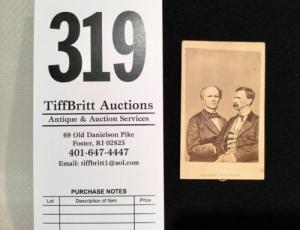 319
TiffBritt Auctions
Antique & Auction Services
69 Old Danielson Pike
Foster, RI 02825
401-647-4447
Email: tiffbritt1@aol.com
PURCHASE NOTES
Lot Description of Item Price